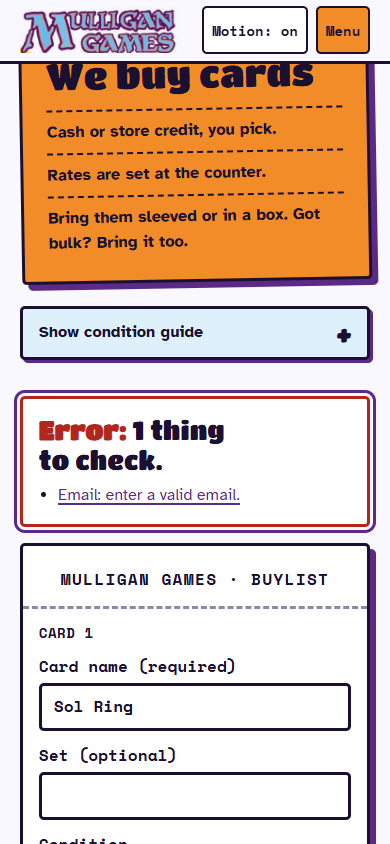 MULLIGAN
GAMES
Motion: on
Menu
We buy cards
Cash or store credit, you pick.
Rates are set at the counter.
Bring them sleeved or in a box. Got
bulk? Bring it too.
Show condition guide
Error: 1 thing
to check.
Email: enter a valid email.
MULLIGAN GAMES · BUYLIST
CARD 1
Card name (required)
Sol Ring
Set (optional)
Condition